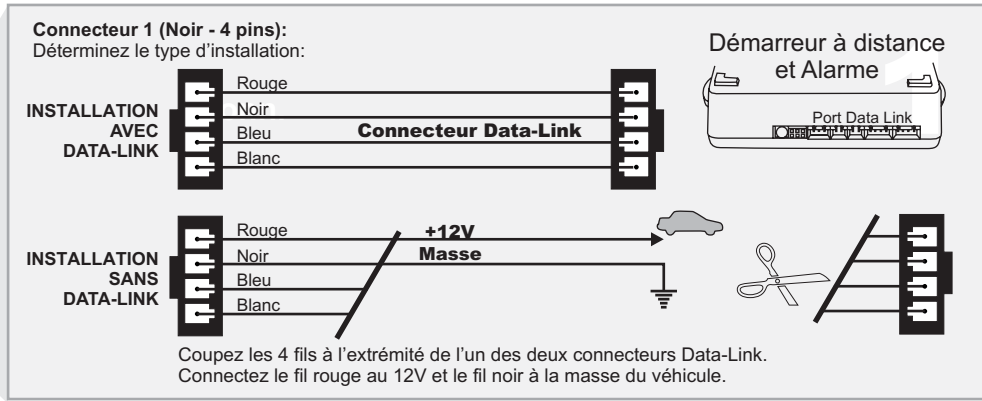 Connecteur 1 (Noir - 4 pins):
Déterminez le type d'installation:
INSTALLATION
AVEC
DATA-LINK
Rouge
Noir
Bleu
Blanc
Connecteur Data-Link
Démarreur à distance
et Alarme
Port Data Link
INSTALLATION
SANS
DATA-LINK
Rouge
Noir
Bleu
Blanc
+12V
Masse
Coupez les 4 fils à l'extrémité de l'un des deux connecteurs Data-Link.
Connectez le fil rouge au 12V et le fil noir à la masse du véhicule.